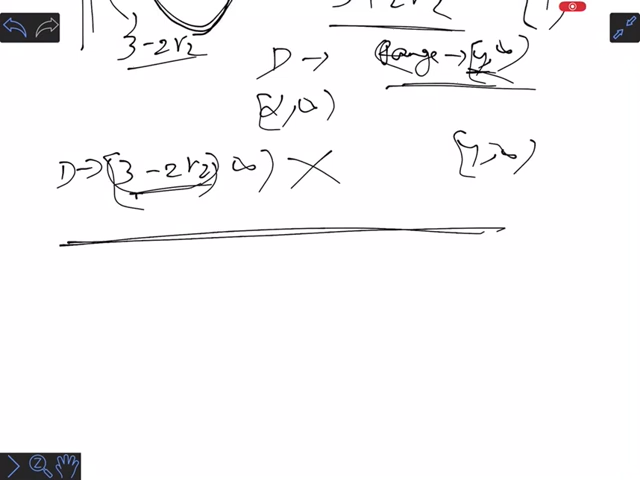 3-2√2
D → Range → [y, ∞)
[α, ∞)
D → [3 - 2√2, ∞) ✗ [y, ∞)